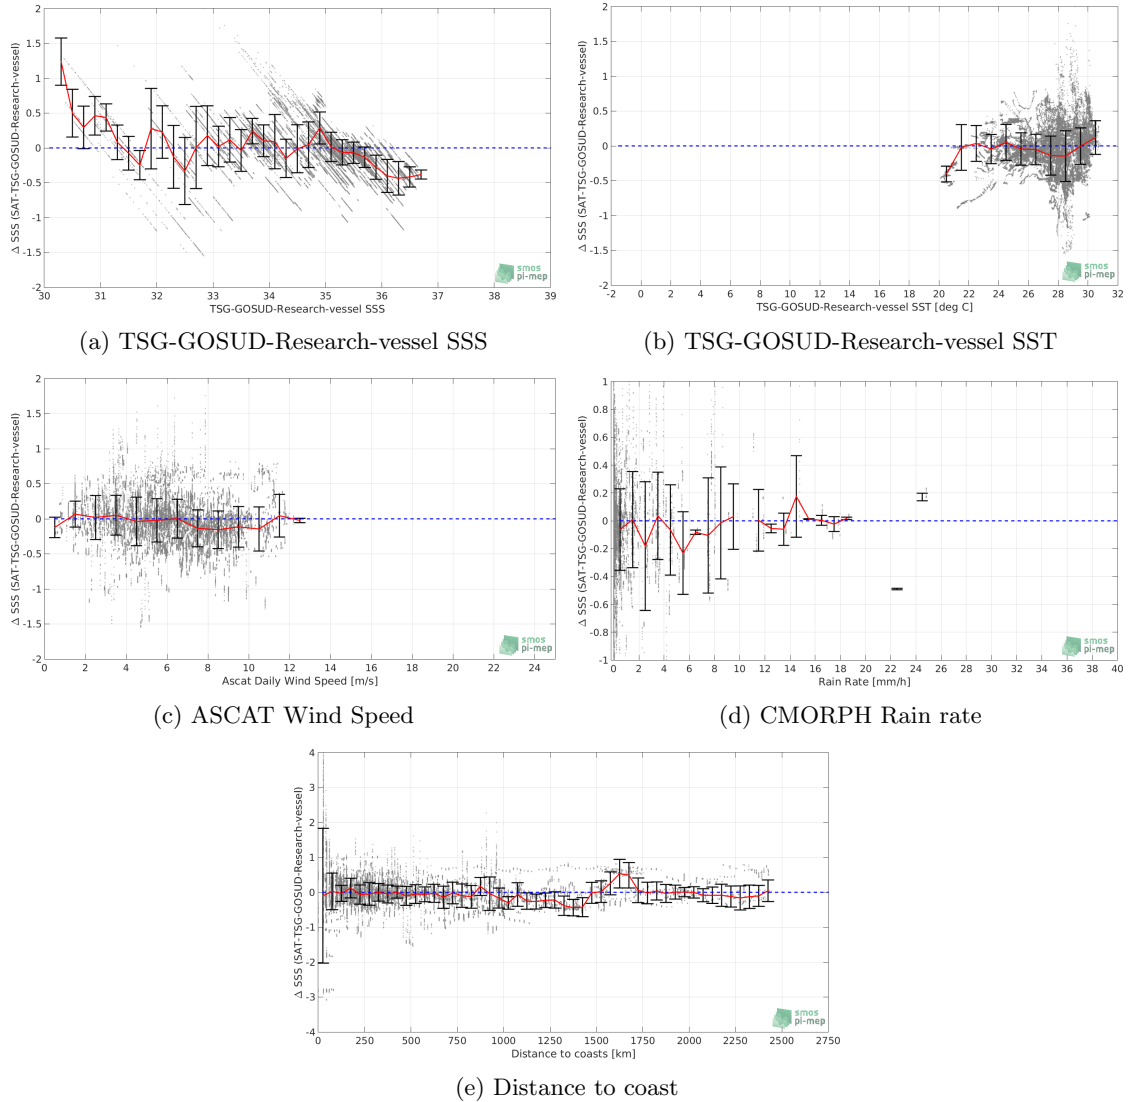 2
1.5
1
0.5
0
-0.5
-1
-1.5
-2
Δ SSS (SAT-TSG-GOSUD-Research-vessel)
30 31 32 33 34 35 36 37 38 39
TSG-GOSUD-Research-vessel SSS
smos
pi-mep
(a) TSG-GOSUD-Research-vessel SSS
2
1.5
1
0.5
0
-0.5
-1
-1.5
-2
Δ SSS (SAT-TSG-GOSUD-Research-vessel)
-2 0 2 4 6 8 10 12 14 16 18 20 22 24 26 28 30 32
TSG-GOSUD-Research-vessel SST [deg C]
smos
pi-mep
(b) TSG-GOSUD-Research-vessel SST
2
1.5
1
0.5
0
-0.5
-1
-1.5
-2
Δ SSS (SAT-TSG-GOSUD-Research-vessel)
0 2 4 6 8 10 12 14 16 18 20 22 24
Ascat Daily Wind Speed [m/s]
smos
pi-mep
(c) ASCAT Wind Speed
1
0.8
0.6
0.4
0.2
0
-0.2
-0.4
-0.6
-0.8
-1
Δ SSS (SAT-TSG-GOSUD-Research-vessel)
0 2 4 6 8 10 12 14 16 18 20 22 24 26 28 30 32 34 36 38 40
Rain Rate [mm/h]
smos
pi-mep
(d) CMORPH Rain rate
4
3
2
1
0
-1
-2
-3
-4
Δ SSS (SAT-TSG-GOSUD-Research-vessel)
0 250 500 750 1000 1250 1500 1750 2000 2250 2500 2750
Distance to coasts [km]
smos
pi-mep
(e) Distance to coast